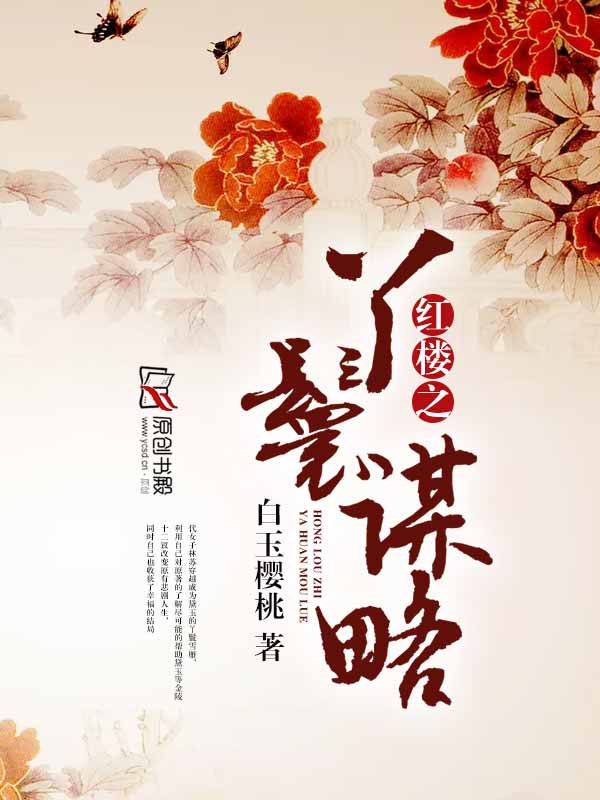 红楼之
丫鬟谋略
HONG LOU ZHI
YA HUAN MOU LUE
白玉樱桃 著
原创书殿
www.ycsd.cn·原创
代女子林苏穿越成为黛玉的丫鬟雪雁,
利用自己对原著的了解尽可能的帮助黛玉等金陵
十二钗改变原有悲剧人生,
同时自己也收获了幸福的结局